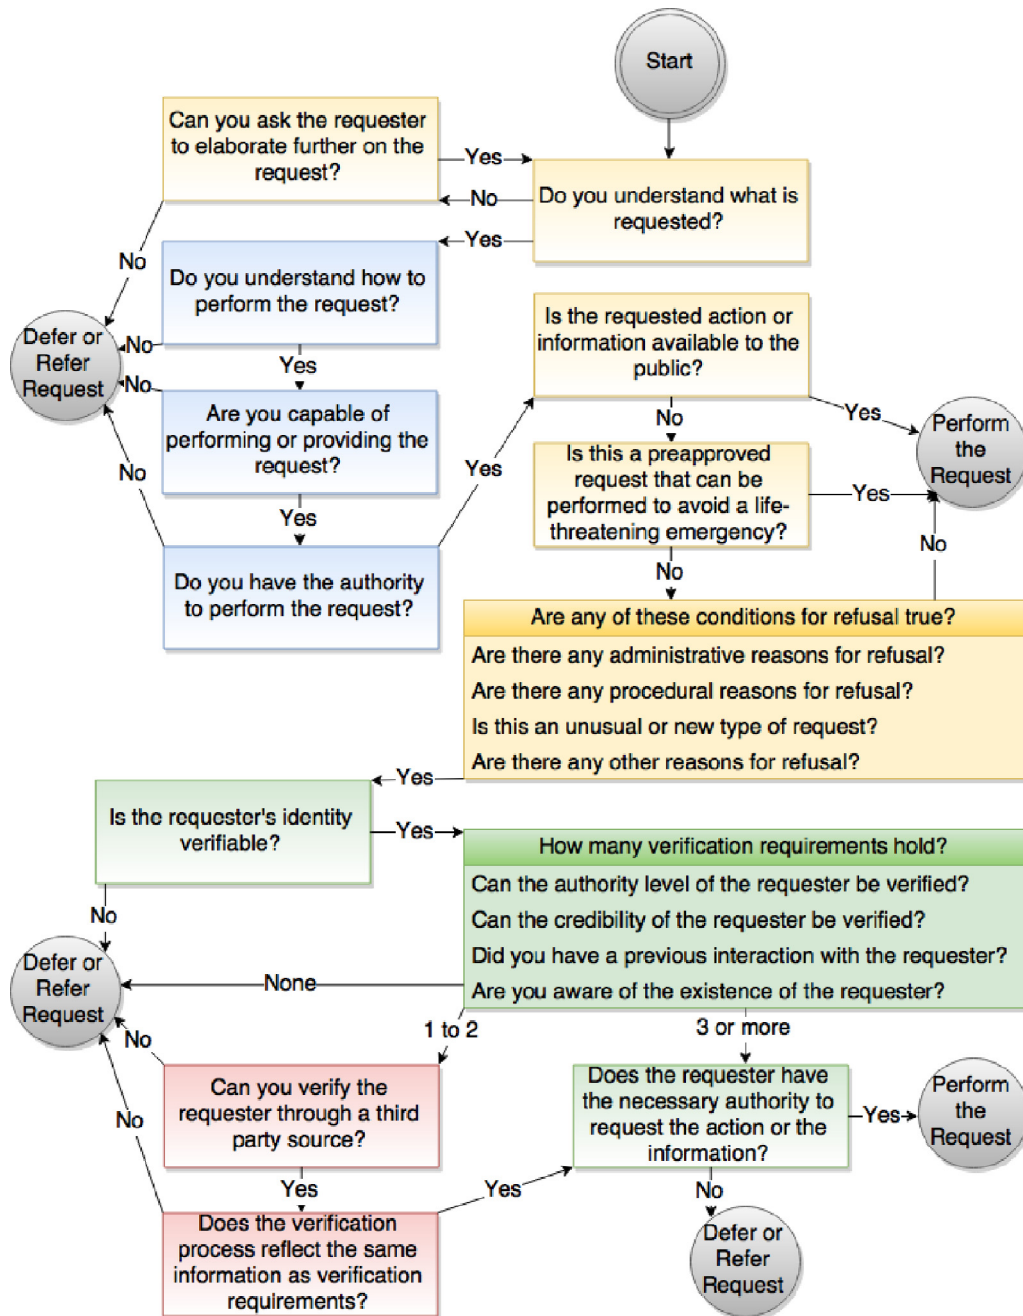 Start
Can you ask the requester
to elaborate further on the
request?
Yes
No
Do you understand what is
requested?
Yes
No
Do you understand how to
perform the request?
Defer or
Refer
Request
No
Yes
Is the requested action or
information available to the
public?
No
Are you capable of
performing or providing the
request?
No
Yes
Yes
Perform
the
Request
No
Yes
Is this a preapproved
request that can be
performed to avoid a life-
threatening emergency?
Yes
Yes
No
No
Do you have the authority
to perform the request?
Are any of these conditions for refusal true?
Are there any administrative reasons for refusal?
Are there any procedural reasons for refusal?
Is this an unusual or new type of request?
Are there any other reasons for refusal?
Yes
Is the requester's identity
verifiable?
Yes
How many verification requirements hold?
Can the authority level of the requester be verified?
Can the credibility of the requester be verified?
Did you have a previous interaction with the requester?
Are you aware of the existence of the requester?
No
Defer or
Refer
Request
None
1 to 2
3 or more
No
Can you verify the
requester through a third
party source?
Does the requester have
the necessary authority to
request the action or the
information?
Yes
Perform
the
Request
No
Yes
Yes
No
Does the verification
process reflect the same
information as verification
requirements?
Defer or
Refer
Request